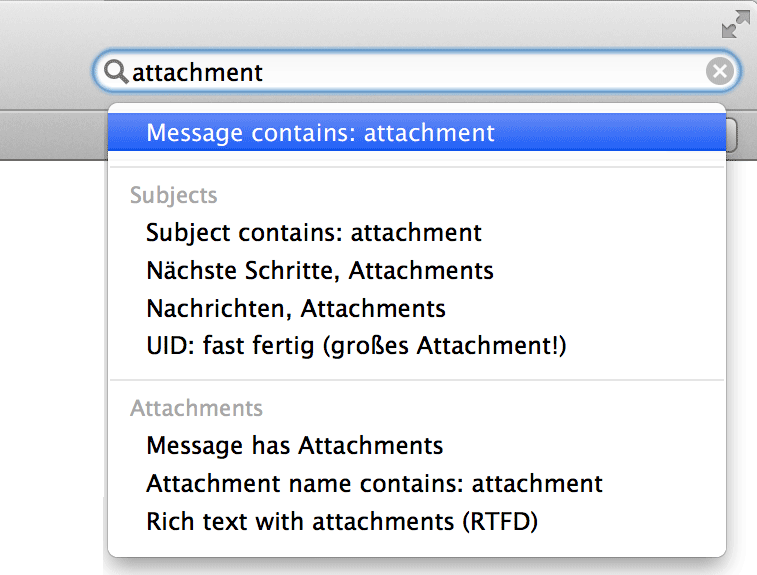 attachment
Message contains: attachment
Subjects
Subject contains: attachment
Nächste Schritte, Attachments
Nachrichten, Attachments
UID: fast fertig (großes Attachment!)
Attachments
Message has Attachments
Attachment name contains: attachment
Rich text with attachments (RTFD)